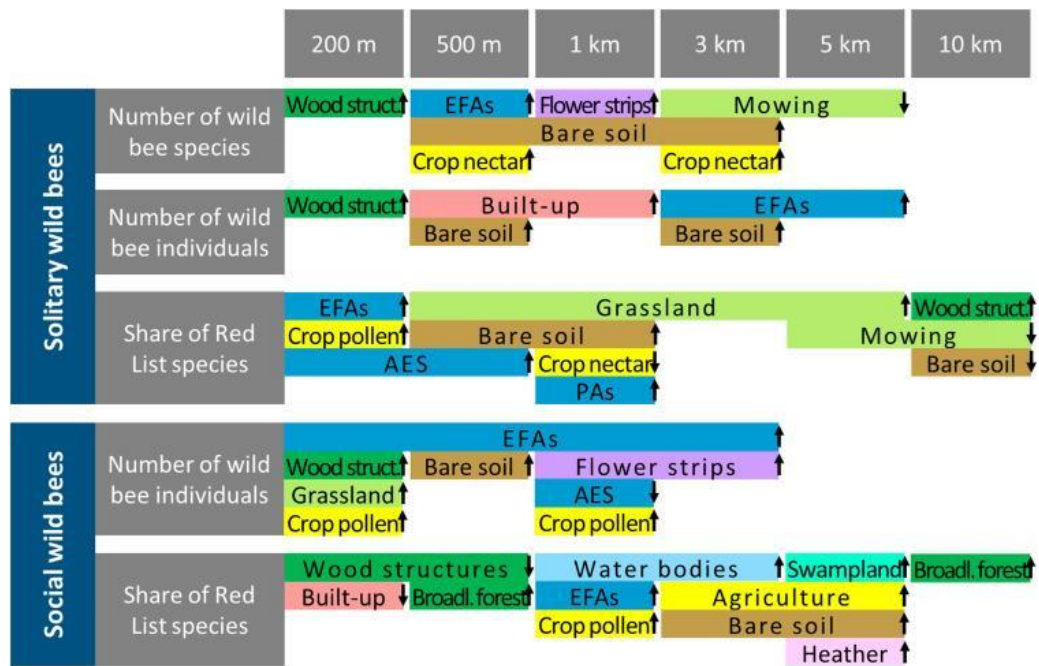 200 m 500 m 1 km 3 km 5 km 10 km
Solitary wild bees
Number of wild
bee species
Wood struct. EFAs Flower strips Mowing
Bare soil
Crop nectar Crop nectar
Number of wild
bee individuals
Wood struct. Built-up EFAs
Bare soil Bare soil
Share of Red
List species
EFAs Grassland Wood struct.
Crop pollen Bare soil Mowing
AES Crop nectar Bare soil
PAs
Social wild bees
Number of wild
bee individuals
EFAs
Wood struct. Bare soil Flower strips
Grassland AES
Crop pollen Crop pollen
Share of Red
List species
Wood structures Water bodies Swampland Broadl. forest
Built-up Broadl. forest EFAs Agriculture
Crop pollen Bare soil
Heather